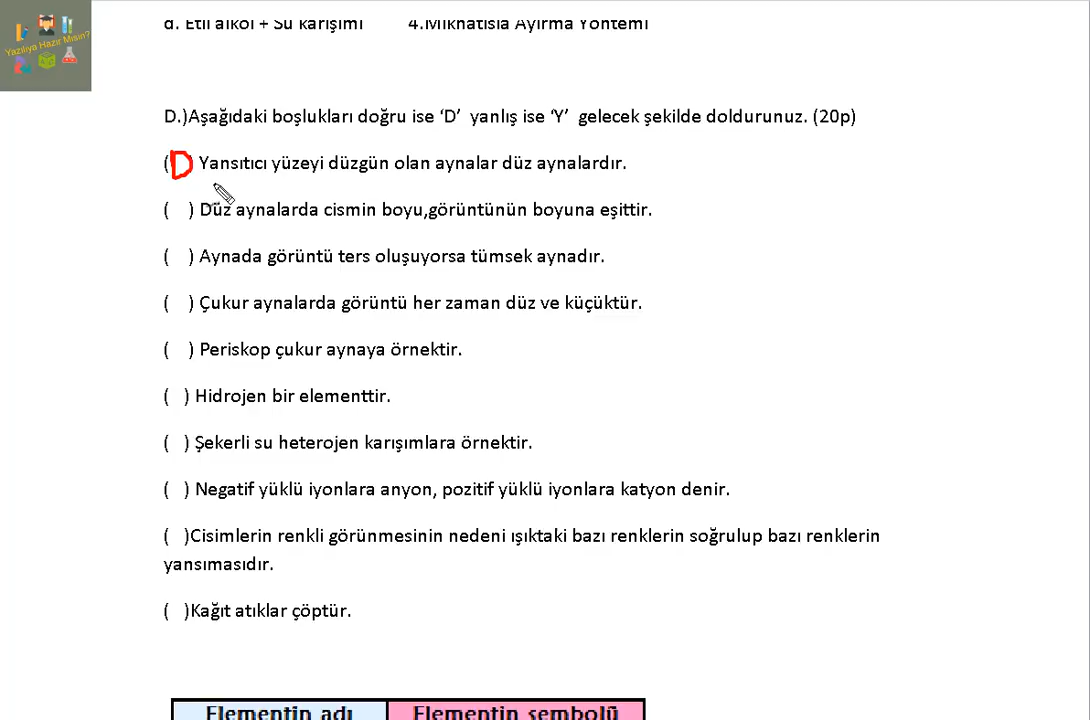 Yazılıya Hazır Mısın?
a. Etil alkol + Su karışımı 4.Mıknatısla Ayırma Yöntemi
D.)Aşağıdaki boşlukları doğru ise ‘D’ yanlış ise ‘Y’ gelecek şekilde doldurunuz. (20p)
(D Yansıtıcı yüzeyi düzgün olan aynalar düz aynalardır.
( ) Düz aynalarda cismin boyu,görüntünün boyuna eşittir.
( ) Aynada görüntü ters oluşuyorsa tümsek aynadır.
( ) Çukur aynalarda görüntü her zaman düz ve küçüktür.
( ) Periskop çukur aynaya örnektir.
( ) Hidrojen bir elementtir.
( ) Şekerli su heterojen karışımlara örnektir.
( ) Negatif yüklü iyonlara anyon, pozitif yüklü iyonlara katyon denir.
( )Cisimlerin renkli görünmesinin nedeni ışıktaki bazı renklerin soğrulup bazı renklerin
yansımasıdır.
( )Kağıt atıklar çöptür.
Elementin adı Elementin sembolü